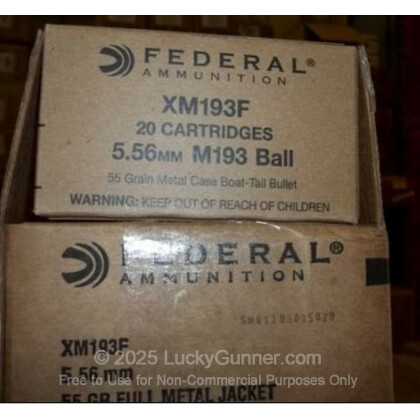 FEDERAL®
AMMUNITION
XM193F
20 CARTRIDGES
5.56MM M193 Ball
55 Grain Metal Case Boat-Tail Bullet
WARNING: KEEP OUT OF REACH OF CHILDREN
FEDERAL®
AMMUNITION
XM193F
5.56 mm
55 GR FULL METAL JACKET
© 2025 LuckyGunner.com
Free to Use for Non-Commercial Purposes Only